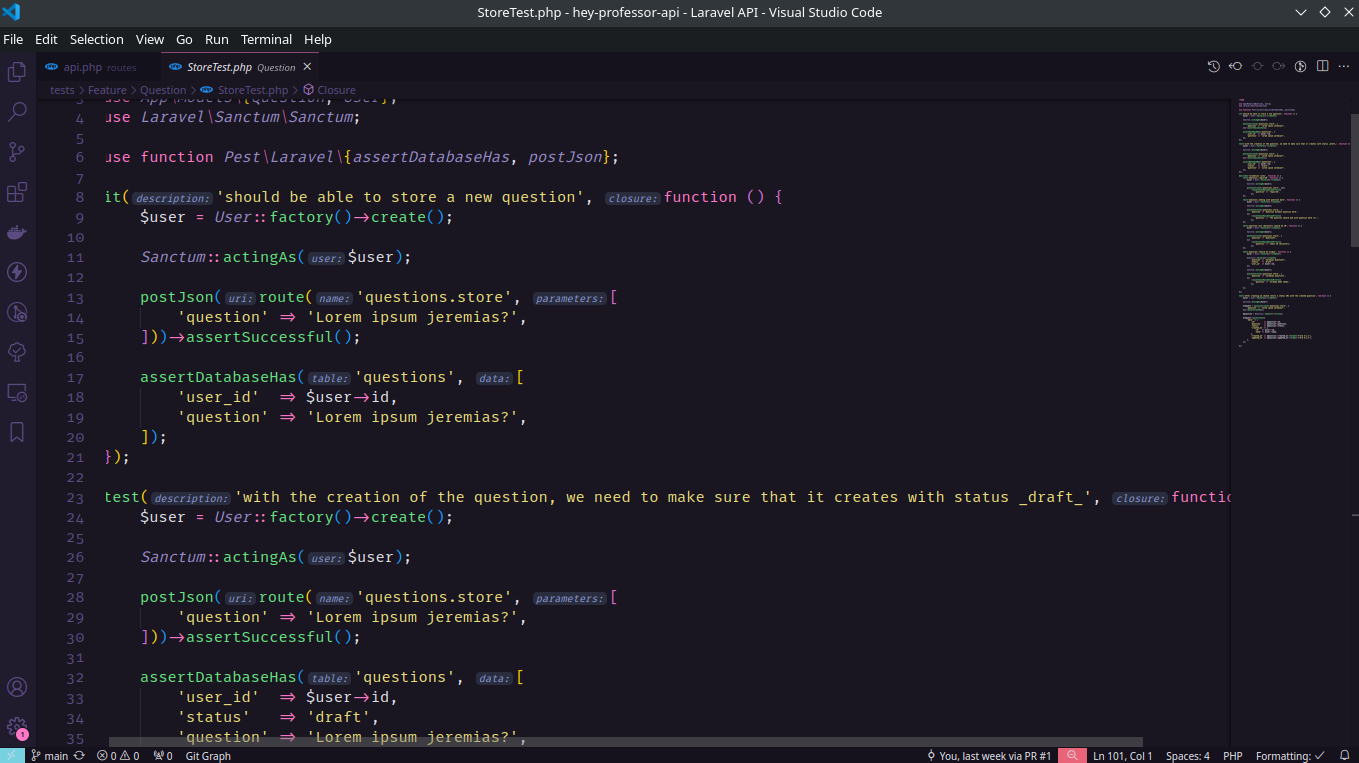 StoreTest.php - hey-professor-api - Laravel API - Visual Studio Code
File Edit Selection View Go Run Terminal Help
api.php routes StoreTest.php Question
tests > Feature > Question > StoreTest.php > Closure
3 use App\Models\{Question, User};
4 use Laravel\Sanctum\Sanctum;
5
6 use function Pest\Laravel\{assertDatabaseHas, postJson};
7
8 it(description: 'should be able to store a new question', closure: function () {
9 $user = User::factory()->create();
10
11 Sanctum::actingAs(user: $user);
12
13 postJson(uri: route(name: 'questions.store', parameters: [
14 'question' => 'Lorem ipsum jeremias?',
15 ]))->assertSuccessful();
16
17 assertDatabaseHas(table: 'questions', data: [
18 'user_id' => $user->id,
19 'question' => 'Lorem ipsum jeremias?',
20 ]);
21 });
22
23 test(description: 'with the creation of the question, we need to make sure that it creates with status _draft_', closure: functio
24 $user = User::factory()->create();
25
26 Sanctum::actingAs(user: $user);
27
28 postJson(uri: route(name: 'questions.store', parameters: [
29 'question' => 'Lorem ipsum jeremias?',
30 ]))->assertSuccessful();
31
32 assertDatabaseHas(table: 'questions', data: [
33 'user_id' => $user->id,
34 'status' => 'draft',
35 'question' => 'Lorem ipsum jeremias?',
1
main 0 0 0 Git Graph You, last week via PR #1 Ln 101, Col 1 Spaces: 4 PHP Formatting: ✓